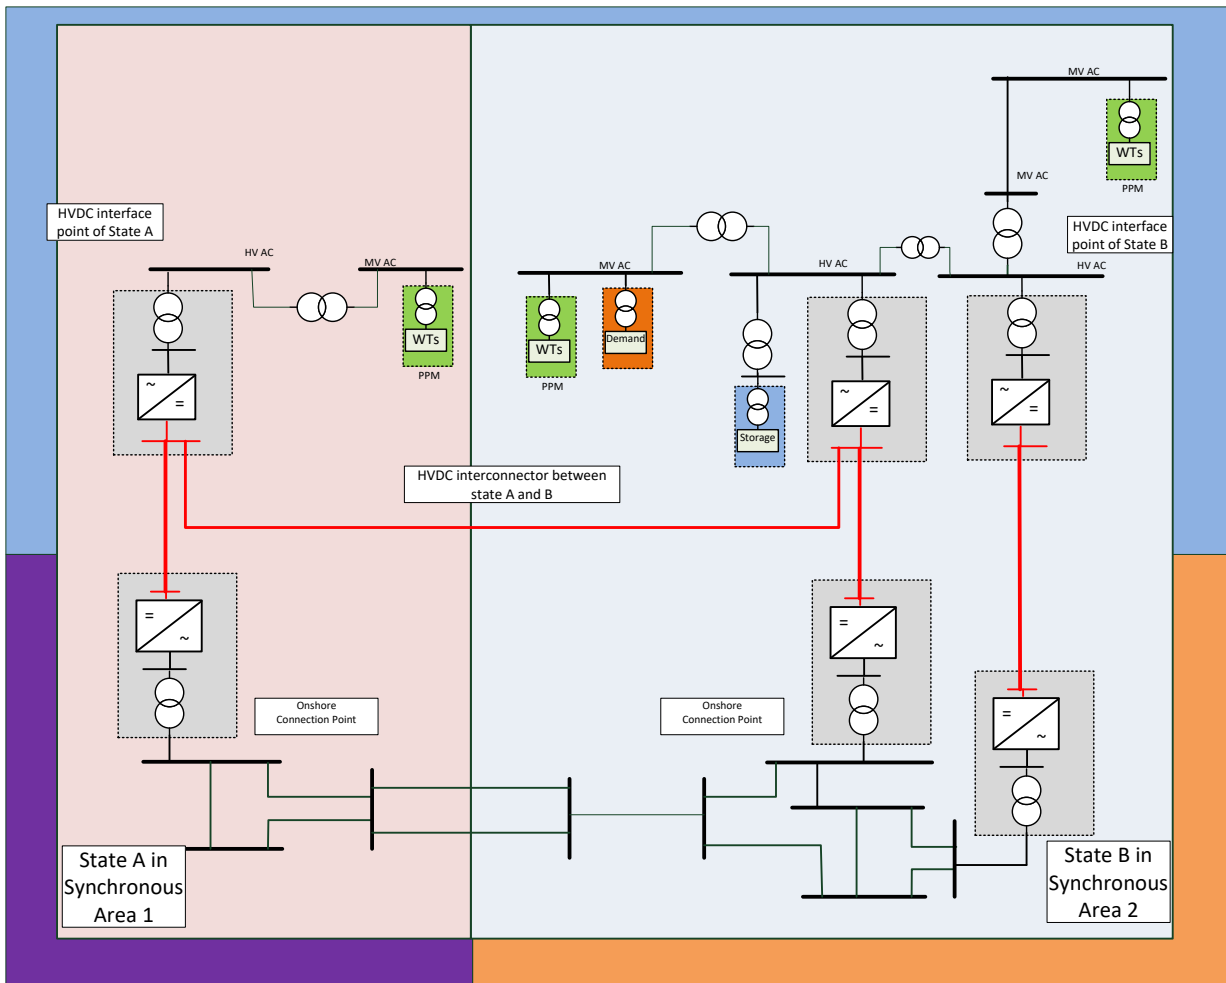 MV AC
WTs
PPM
MV AC
HVDC interface
point of State A
HVDC interface
point of State B
HV AC
MV AC
MV AC
HV AC
HV AC
WTs
PPM
WTs
PPM
Demand
Storage
~
=
~
=
~
=
HVDC interconnector between
state A and B
=
~
=
~
=
~
Onshore
Connection Point
Onshore
Connection Point
State A in
Synchronous
Area 1
State B in
Synchronous
Area 2